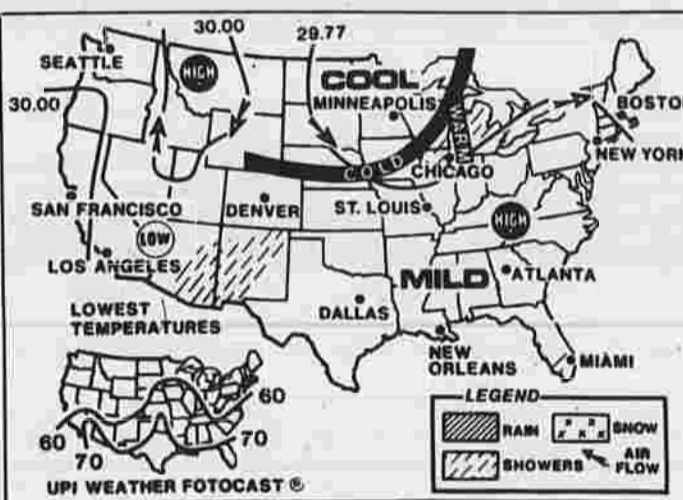 30.00
29.77
SEATTLE
HIGH
COOL
MINNEAPOLIS
30.00
WARM
BOSTON
COLD
CHICAGO
NEW YORK
SAN FRANCISCO
DENVER
ST. LOUIS
HIGH
LOW
LOS ANGELES
MILD
ATLANTA
LOWEST
TEMPERATURES
DALLAS
NEW
ORLEANS
MIAMI
60
70
60
70
LEGEND
RAIN
SNOW
SHOWERS
AIR
FLOW
UPI WEATHER FOTOCAST ®